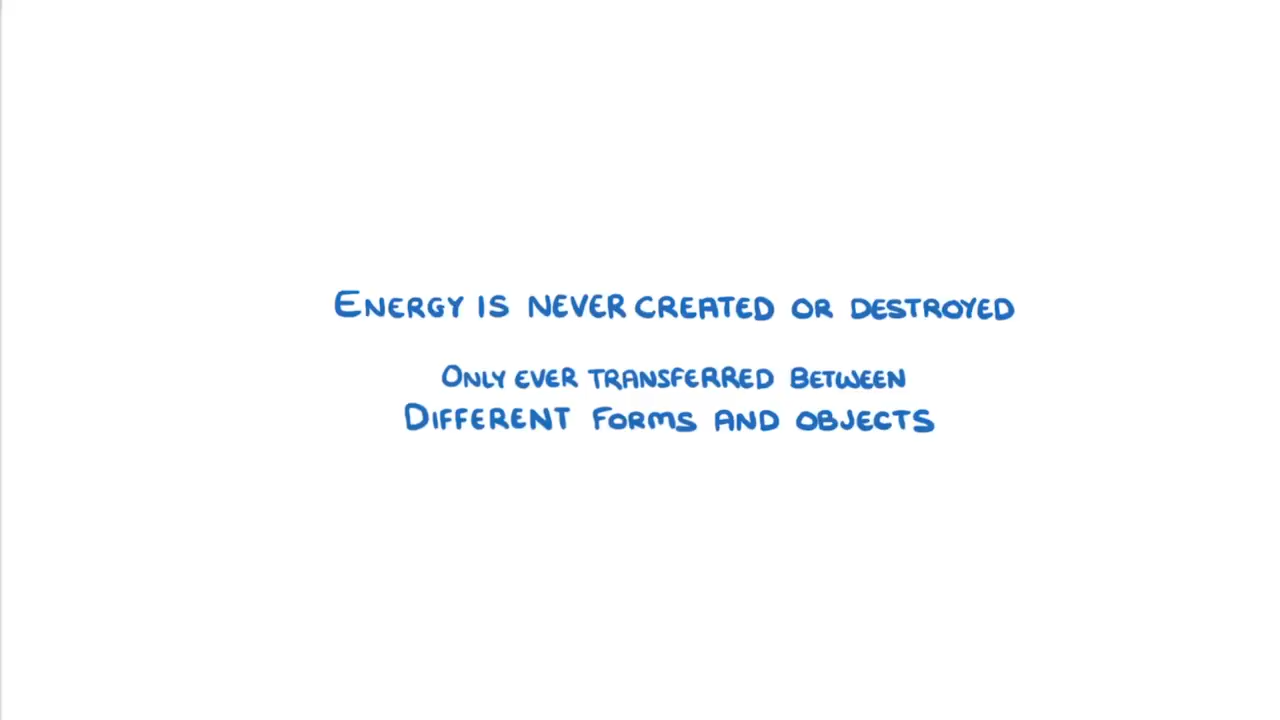 ENERGY IS NEVER CREATED OR DESTROYED
ONLY EVER TRANSFERRED BETWEEN
DIFFERENT FORMS AND OBJECTS